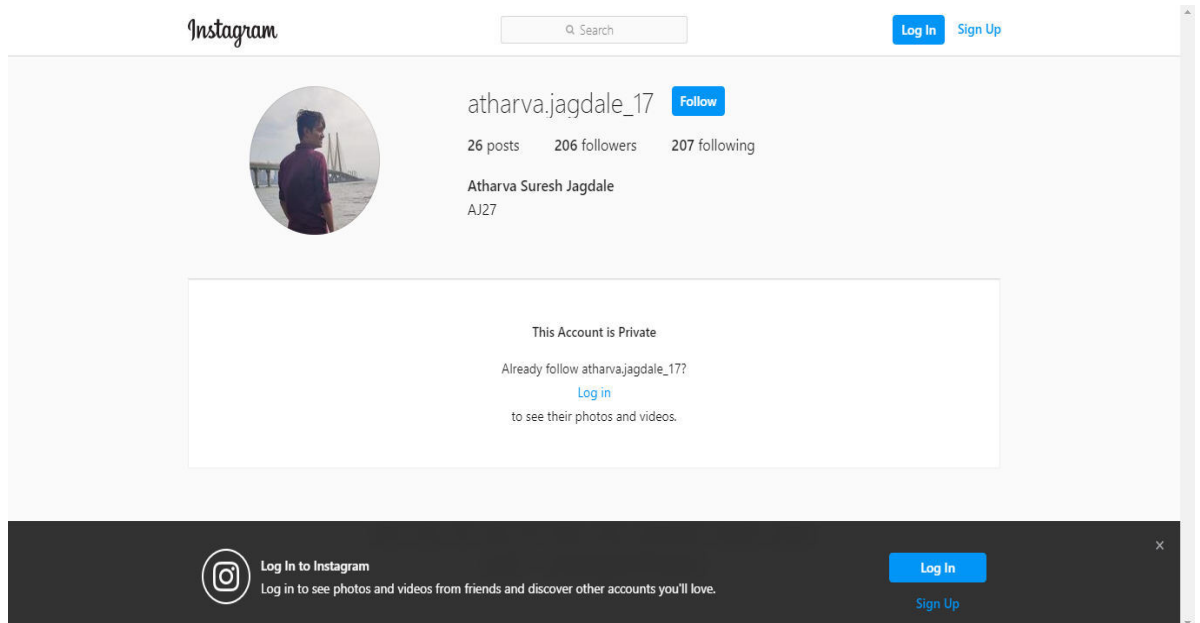 Instagram
Search
Log In Sign Up
atharva.jagdale_17 Follow
26 posts 206 followers 207 following
Atharva Suresh Jagdale
AJ27
This Account is Private
Already follow atharva.jagdale_17?
Log in
to see their photos and videos.
Log In to Instagram
Log in to see photos and videos from friends and discover other accounts you'll love.
Log In
Sign Up